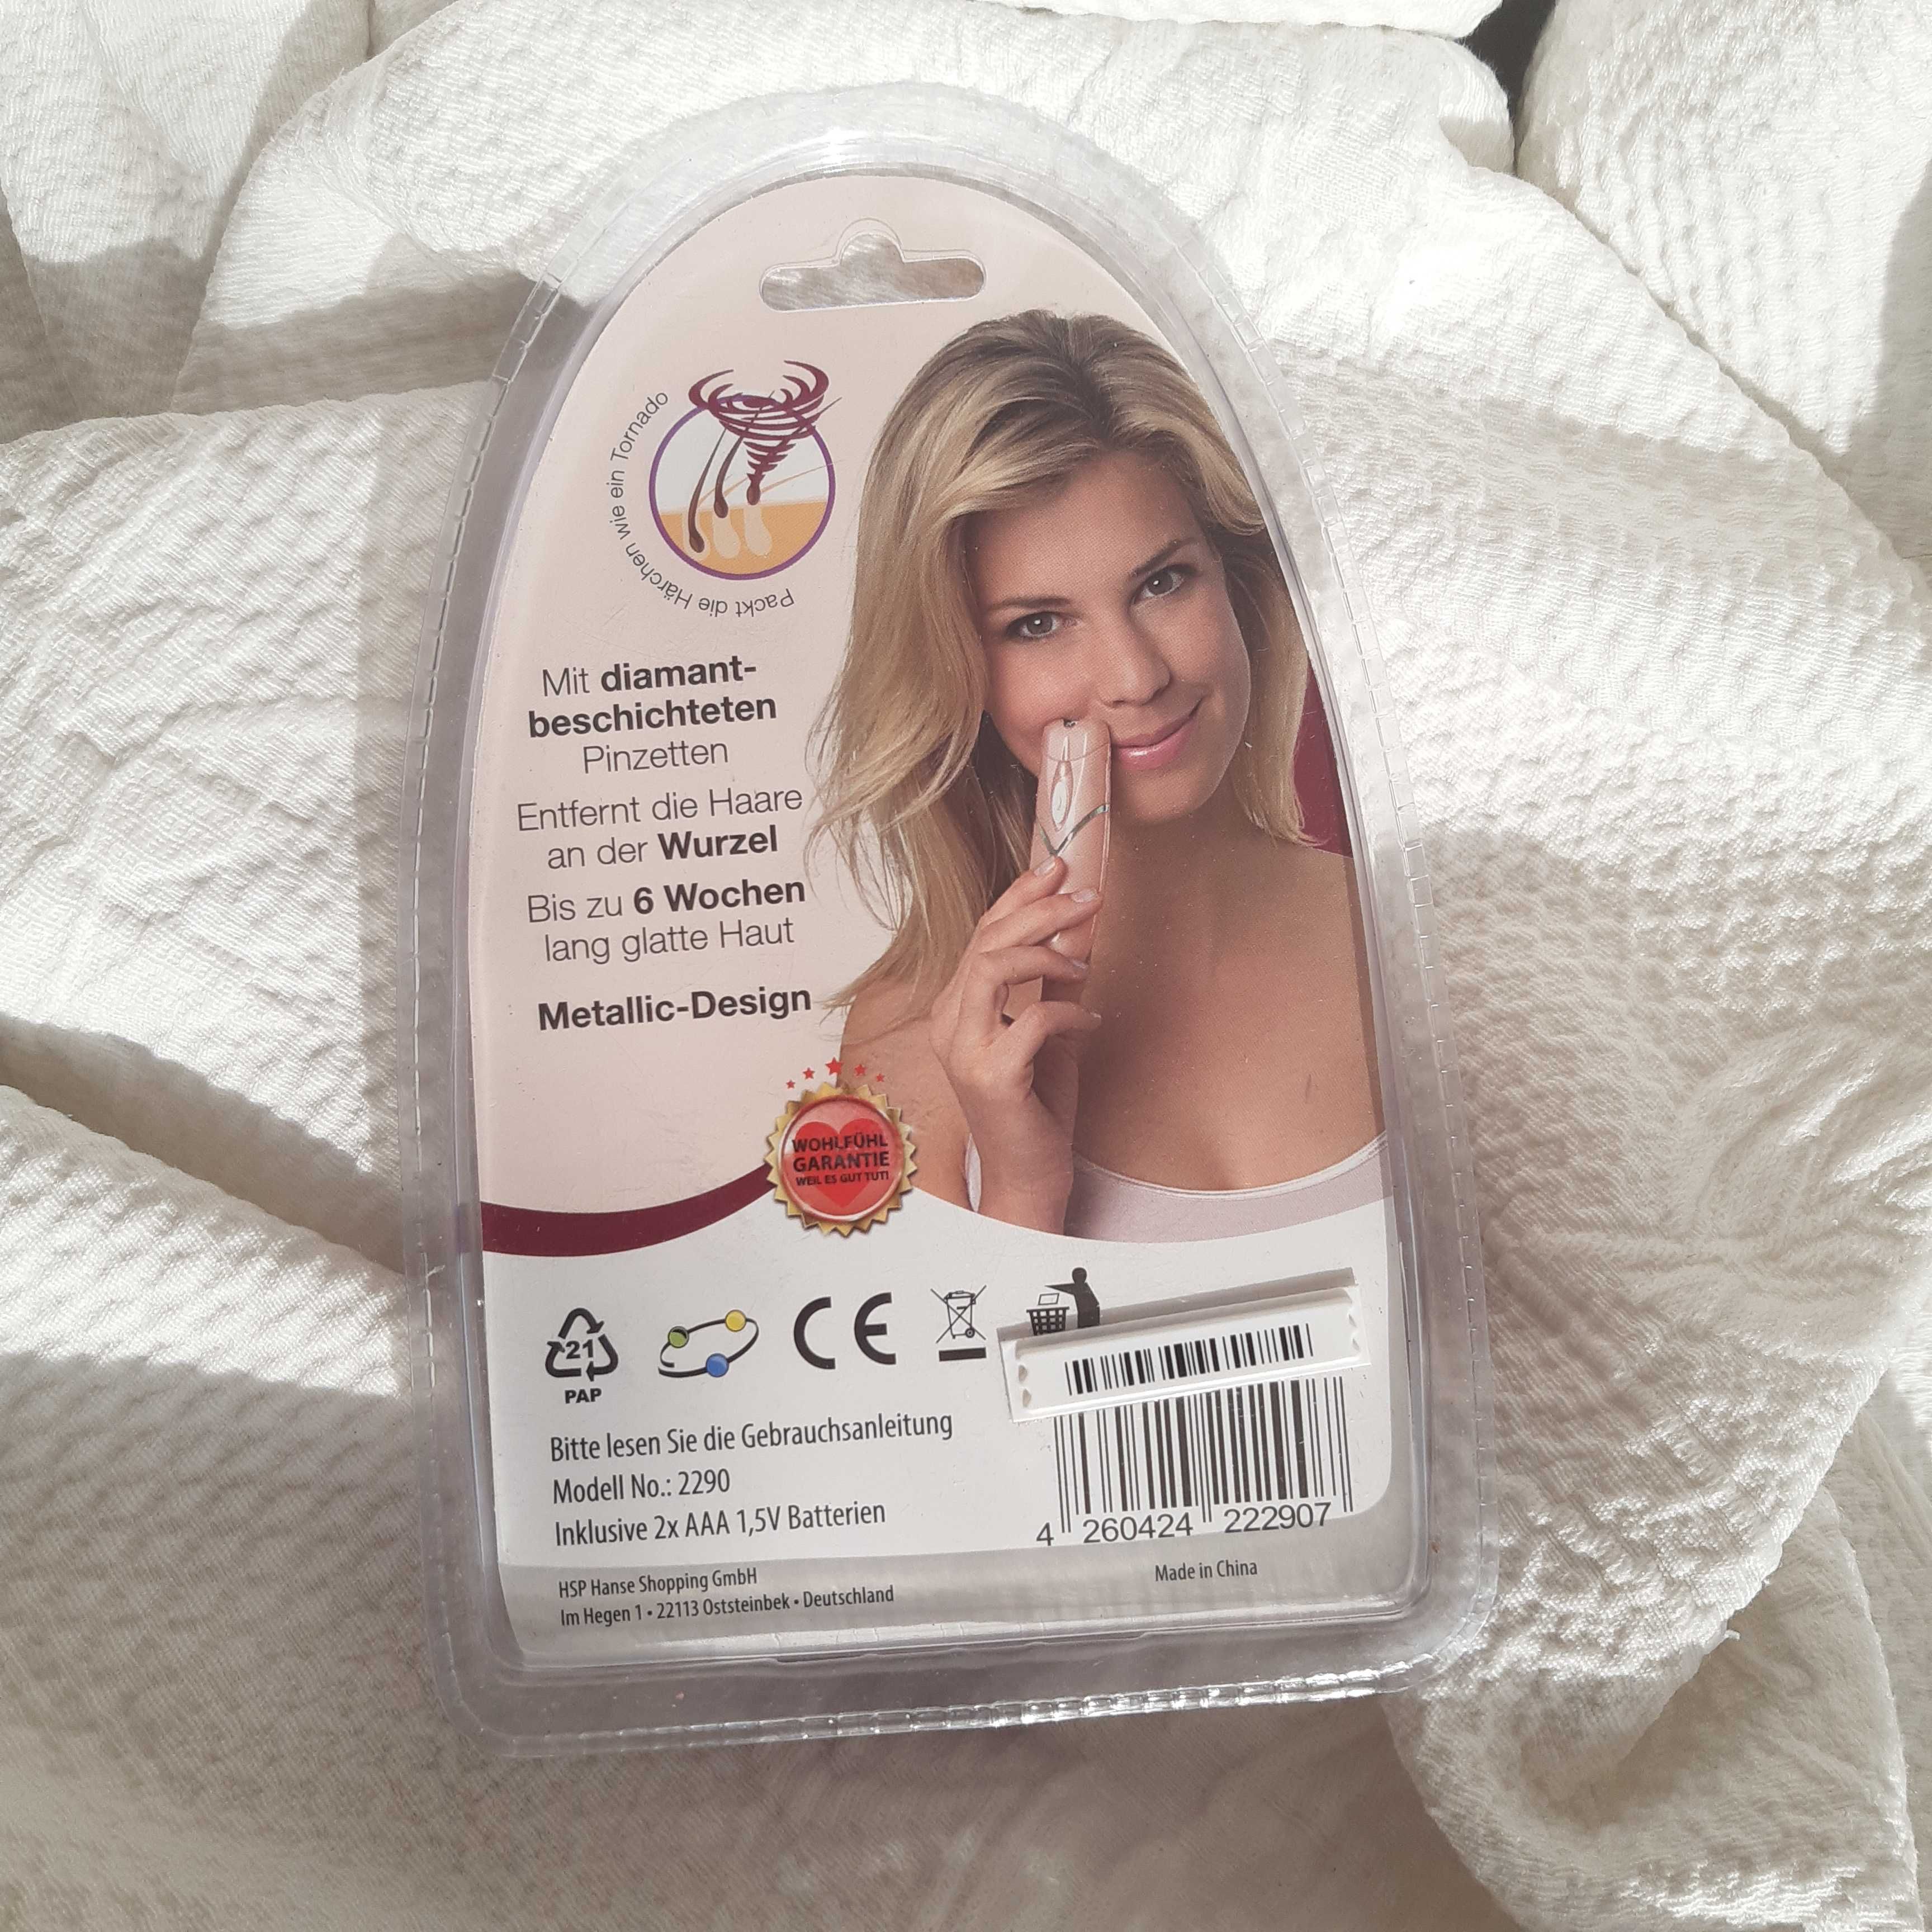 Packt die Härchen wie ein Tornado
Mit diamant-
beschichteten
Pinzetten
Entfernt die Haare
an der Wurzel
Bis zu 6 Wochen
lang glatte Haut
Metallic-Design
WOHLFÜHL
GARANTIE
WEIL ES GUT TUT!
21
PAP
CE
Bitte lesen Sie die Gebrauchsanleitung
Modell No.: 2290
Inklusive 2x AAA 1,5V Batterien
4 260424 222907
HSP Hanse Shopping GmbH
Im Hegen 1 • 22113 Oststeinbek • Deutschland
Made in China